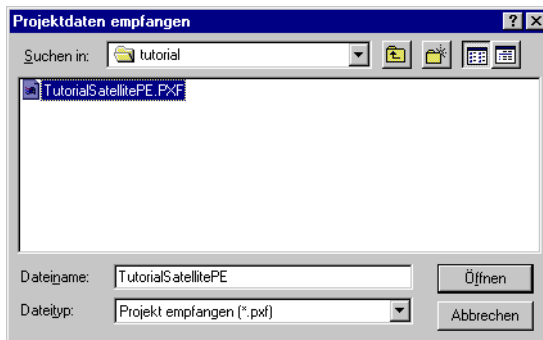 Projektdaten empfangen
Suchen in: tutorial
TutorialSatellitePE.PXF
Dateiname: TutorialSatellitePE Öffnen
Dateityp: Projekt empfangen (*.pxf) Abbrechen